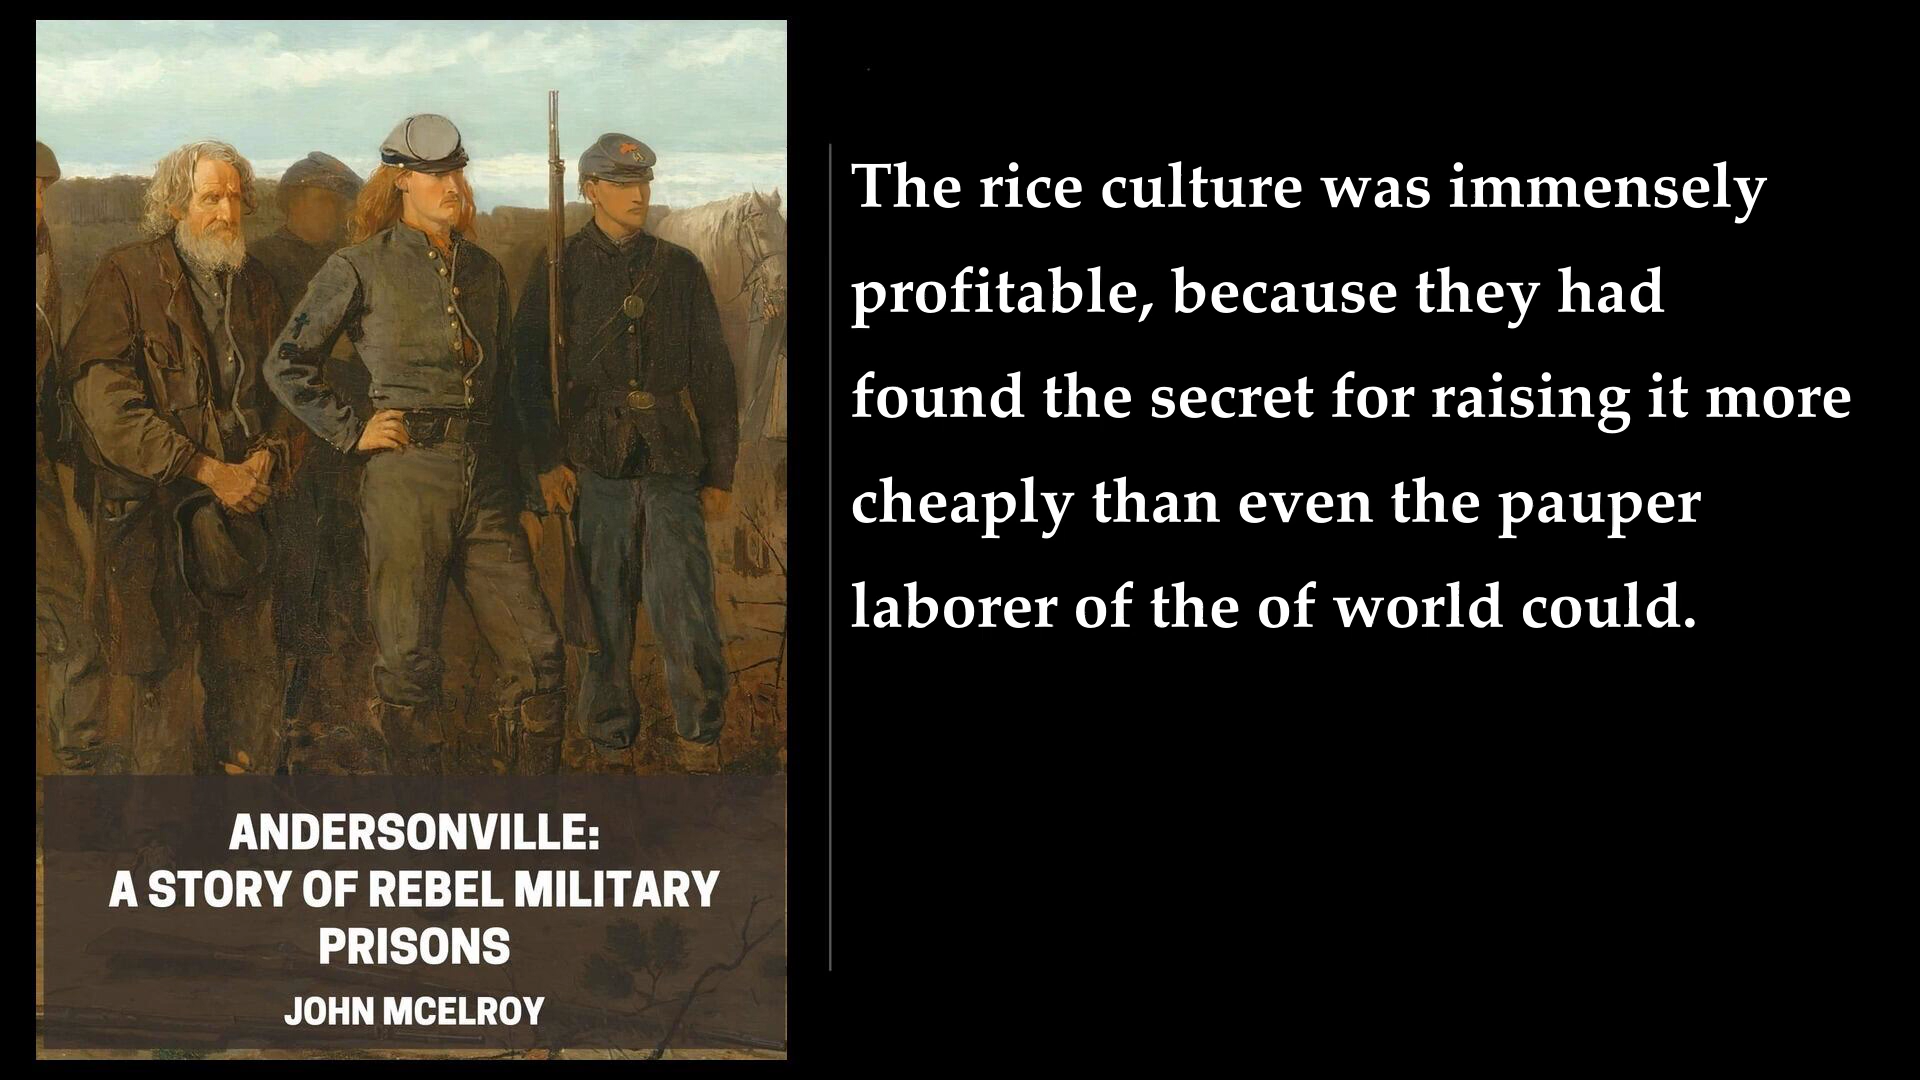 The rice culture was immensely
profitable, because they had
found the secret for raising it more
cheaply than even the pauper
laborer of the of world could.
ANDERSONVILLE:
A STORY OF REBEL MILITARY
PRISONS
JOHN MCELROY